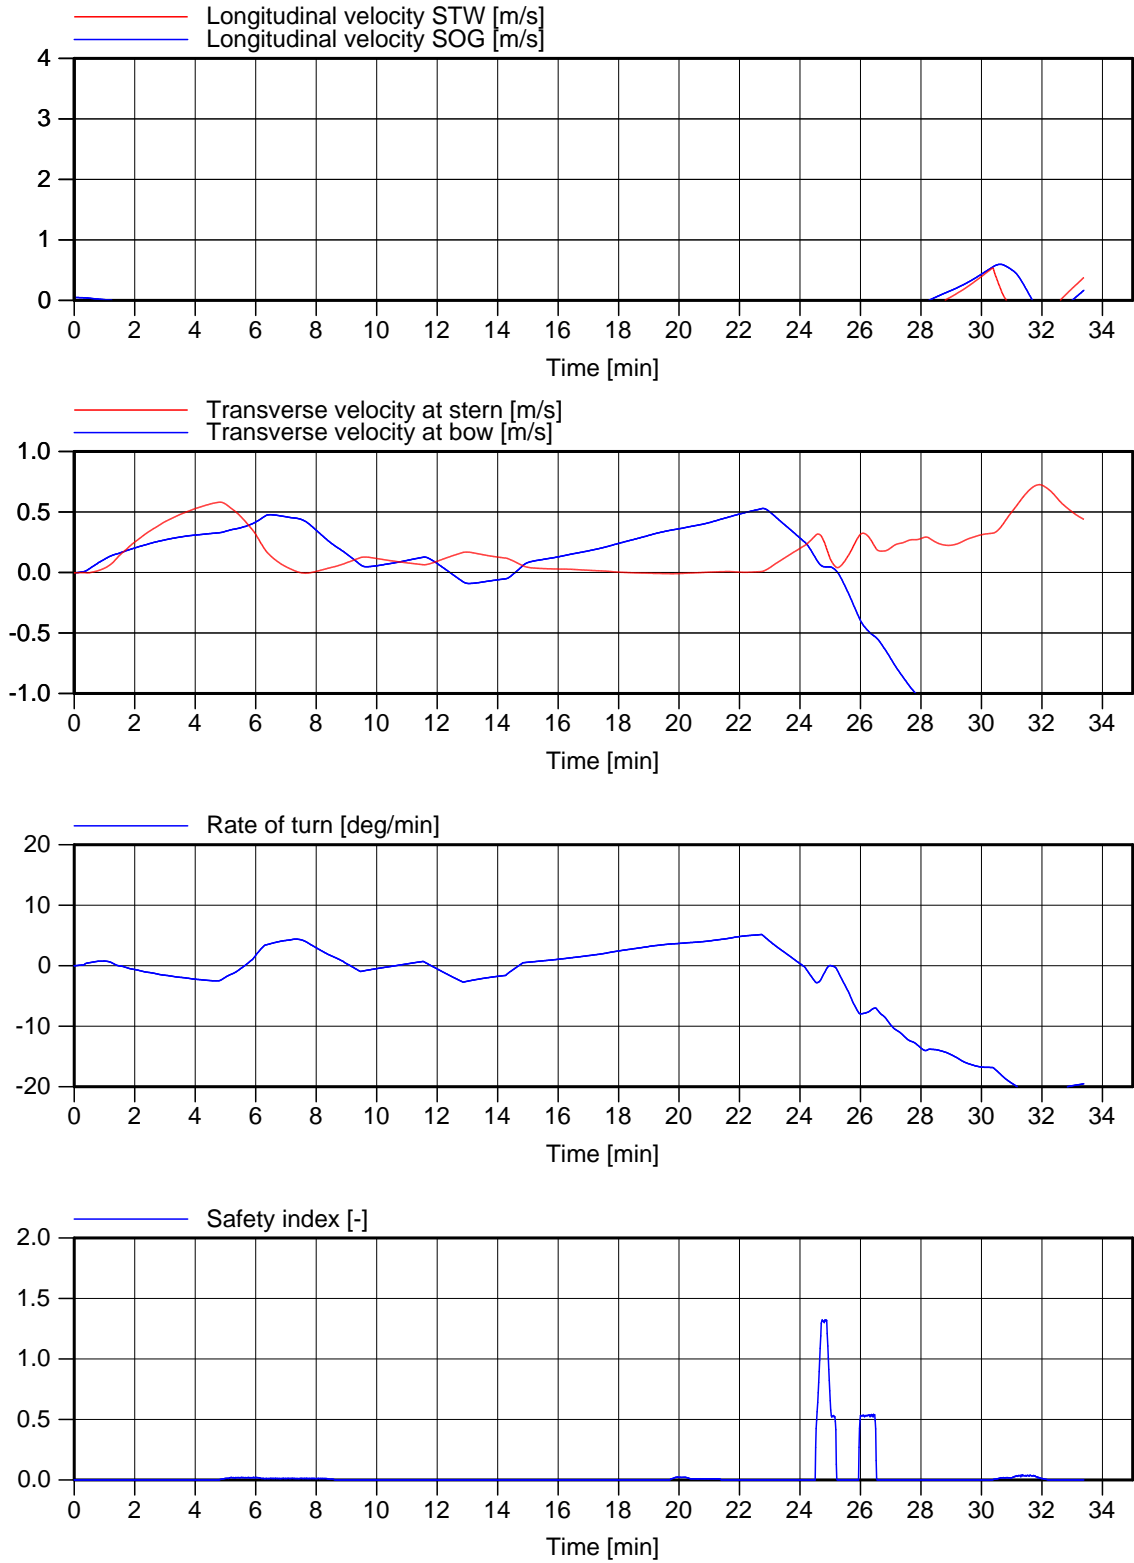 Longitudinal velocity STW [m/s]
Longitudinal velocity SOG [m/s]
4
3
2
1
0
0 2 4 6 8 10 12 14 16 18 20 22 24 26 28 30 32 34
Time [min]
Transverse velocity at stern [m/s]
Transverse velocity at bow [m/s]
1.0
0.5
0.0
-0.5
-1.0
0 2 4 6 8 10 12 14 16 18 20 22 24 26 28 30 32 34
Time [min]
Rate of turn [deg/min]
20
10
0
-10
-20
0 2 4 6 8 10 12 14 16 18 20 22 24 26 28 30 32 34
Time [min]
Safety index [-]
2.0
1.5
1.0
0.5
0.0
0 2 4 6 8 10 12 14 16 18 20 22 24 26 28 30 32 34
Time [min]